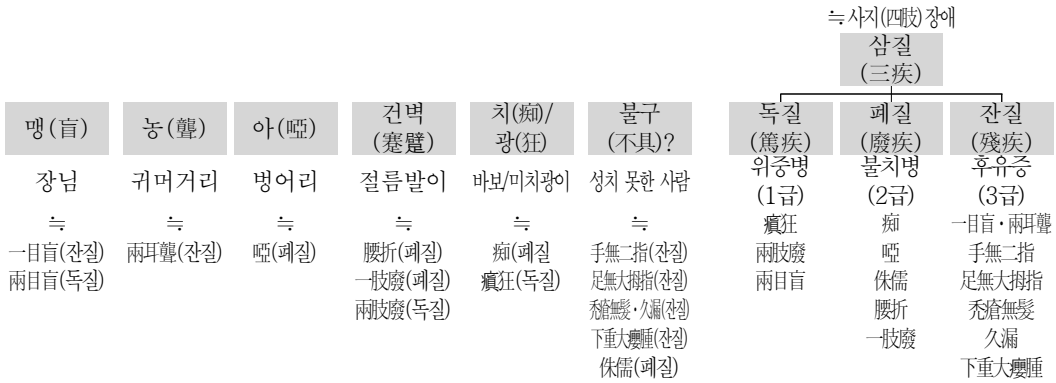 ≒ 사지(四肢) 장애
삼질
(三疾)
맹(盲)
농(聾)
아(啞)
건벽
(蹇躄)
치(痴)/
광(狂)
불구
(不具)?
독질
(篤疾)
폐질
(廢疾)
잔질
(殘疾)
장님
귀머거리
벙어리
절름발이
바보/미치광이
성치 못한 사람
위중병
(1급)
불치병
(2급)
후유증
(3급)
≒
≒
≒
≒
≒
≒
一目盲(잔질)
兩目盲(독질)
兩耳聾(잔질)
啞(폐질)
腰折(폐질)
一肢廢(폐질)
兩肢廢(독질)
痴(폐질
癲狂(독질)
手無二指(잔질)
足無大拇指(잔질)
禿瘡無髮・久漏(잔질)
下重大癭腫(잔질)
侏儒(폐질)
癲狂
兩肢廢
兩目盲
痴
啞
侏儒
腰折
一肢廢
一目盲・兩耳聾
手無二指
足無大拇指
禿瘡無髮
久漏
下重大癭腫